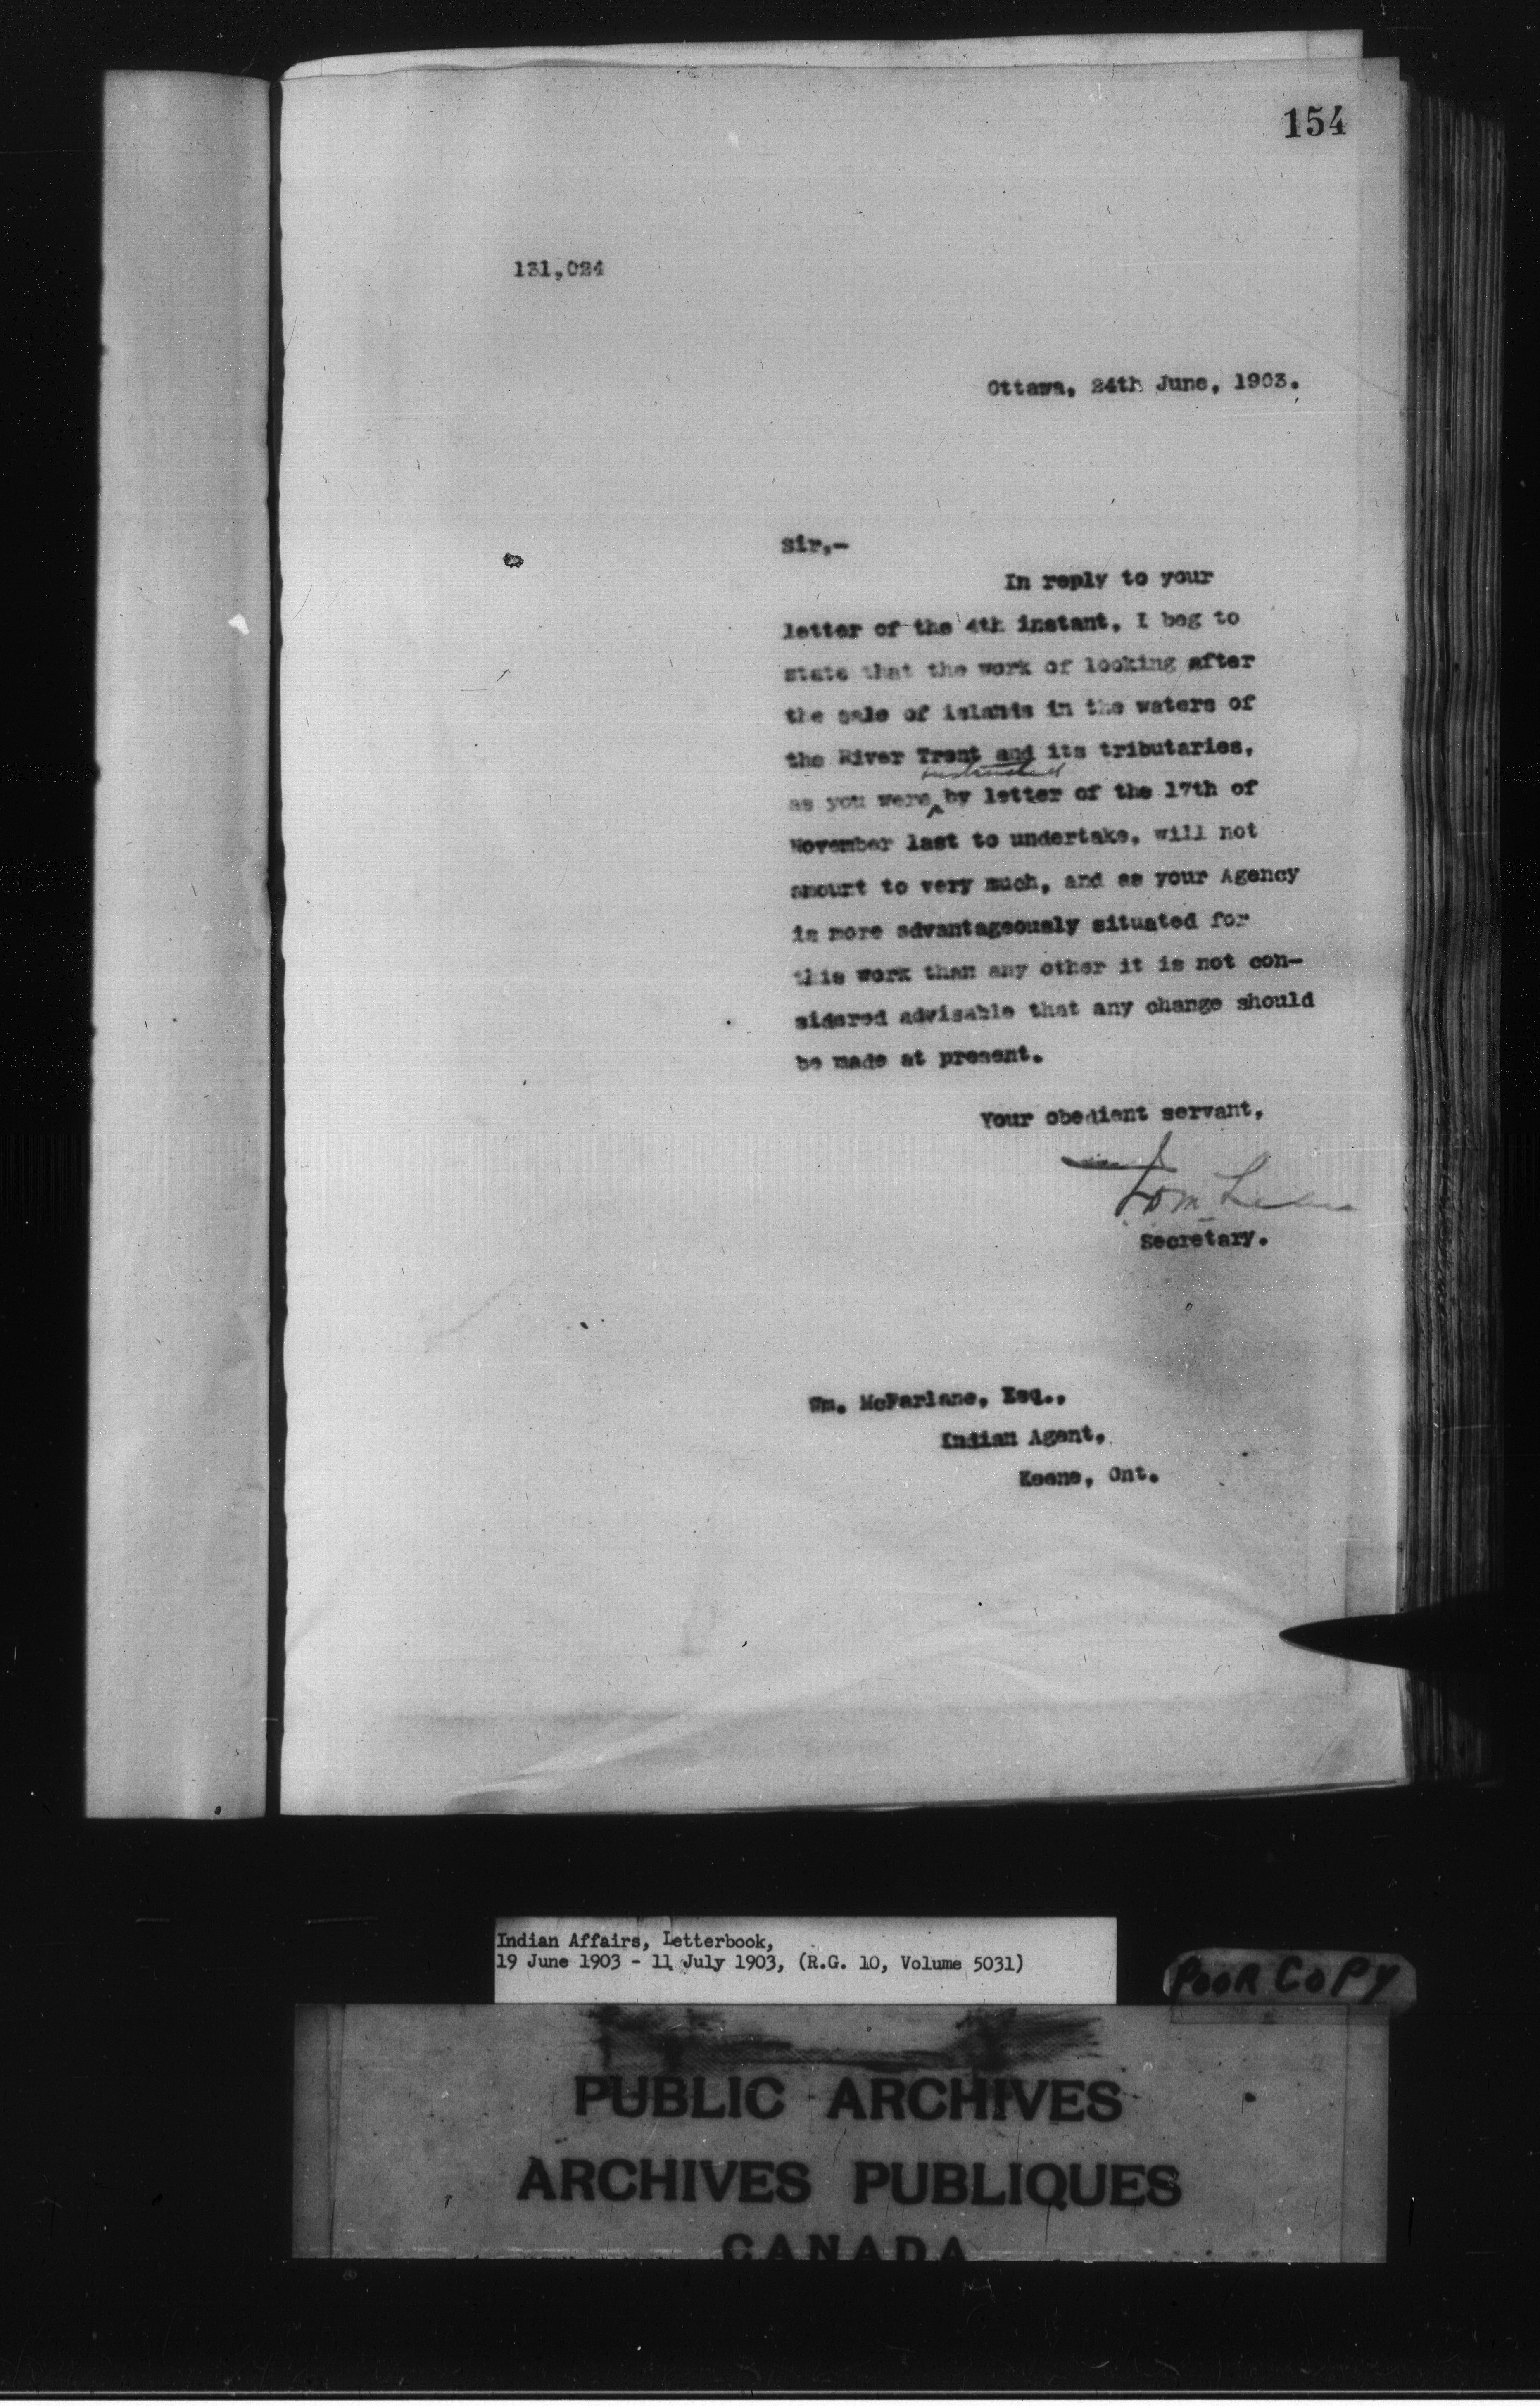 154
131,024
Ottawa, 24th June, 1903.
Sir,-
In reply to your
letter of the 4th instant, I beg to
state that the work of looking after
the sale of islands in the waters of
the River Trent and its tributaries,
instructed
as you were by letter of the 17th of
November last to undertake, will not
amount to very much, and as your Agency
is more advantageously situated for
this work than any other it is not con-
sidered advisable that any change should
be made at present.
Your obedient servant,
Secretary.
Wm. McFarlane, Esq.,
Indian Agent,
Keene, Ont.
Indian Affairs, Letterbook,
19 June 1903 - 11 July 1903, (R.G. 10, Volume 5031)
POOR COPY
PUBLIC ARCHIVES
ARCHIVES PUBLIQUES
CANADA